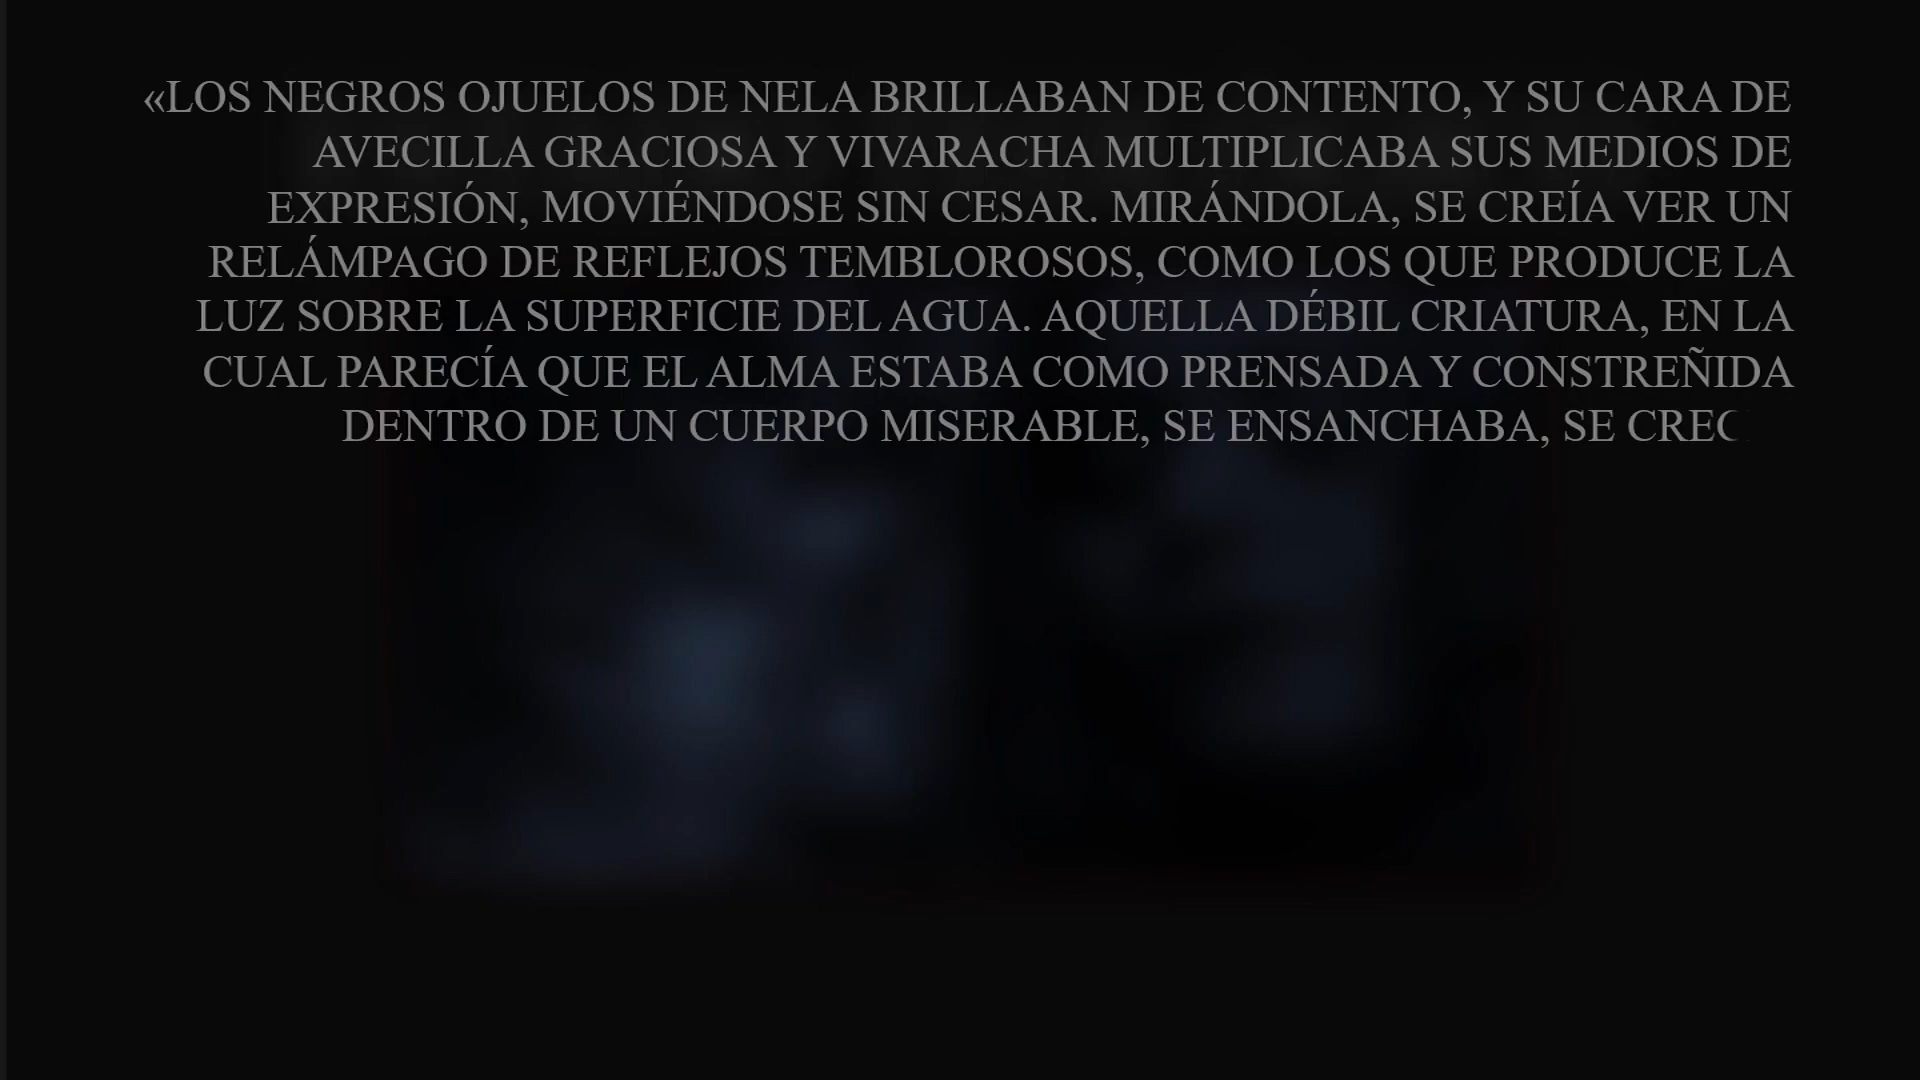 «LOS NEGROS OJUELOS DE NELA BRILLABAN DE CONTENTO, Y SU CARA DE
AVECILLA GRACIOSA Y VIVARACHA MULTIPLICABA SUS MEDIOS DE
EXPRESIÓN, MOVIÉNDOSE SIN CESAR. MIRÁNDOLA, SE CREÍA VER UN
RELÁMPAGO DE REFLEJOS TEMBLOROSOS, COMO LOS QUE PRODUCE LA
LUZ SOBRE LA SUPERFICIE DEL AGUA. AQUELLA DÉBIL CRIATURA, EN LA
CUAL PARECÍA QUE EL ALMA ESTABA COMO PRENSADA Y CONSTREÑIDA
DENTRO DE UN CUERPO MISERABLE, SE ENSANCHABA, SE CREC